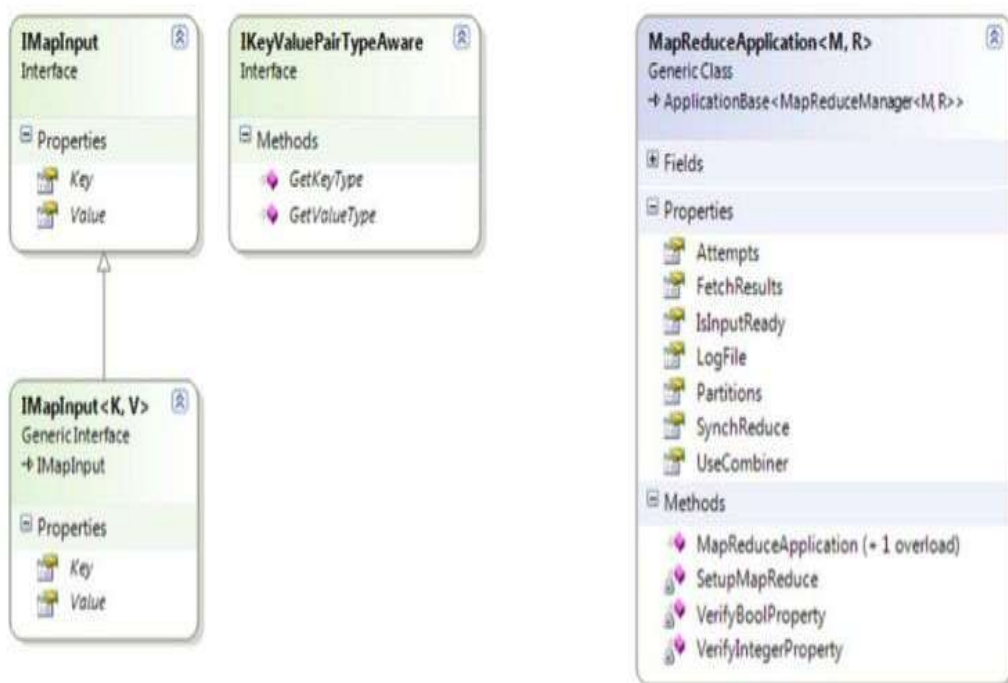 IMapInput
Interface
Properties
Key
Value
IKeyValuePairTypeAware
Interface
Methods
GetKeyType
GetValueType
IMapInput<K, V>
Generic Interface
IMapInput
Properties
Key
Value
MapReduceApplication<M, R>
Generic Class
ApplicationBase<MapReduceManager<M, R>>
Fields
Properties
Attempts
FetchResults
IsInputReady
LogFile
Partitions
SynchReduce
UseCombiner
Methods
MapReduceApplication (+ 1 overload)
SetupMapReduce
VerifyBoolProperty
VerifyIntegerProperty